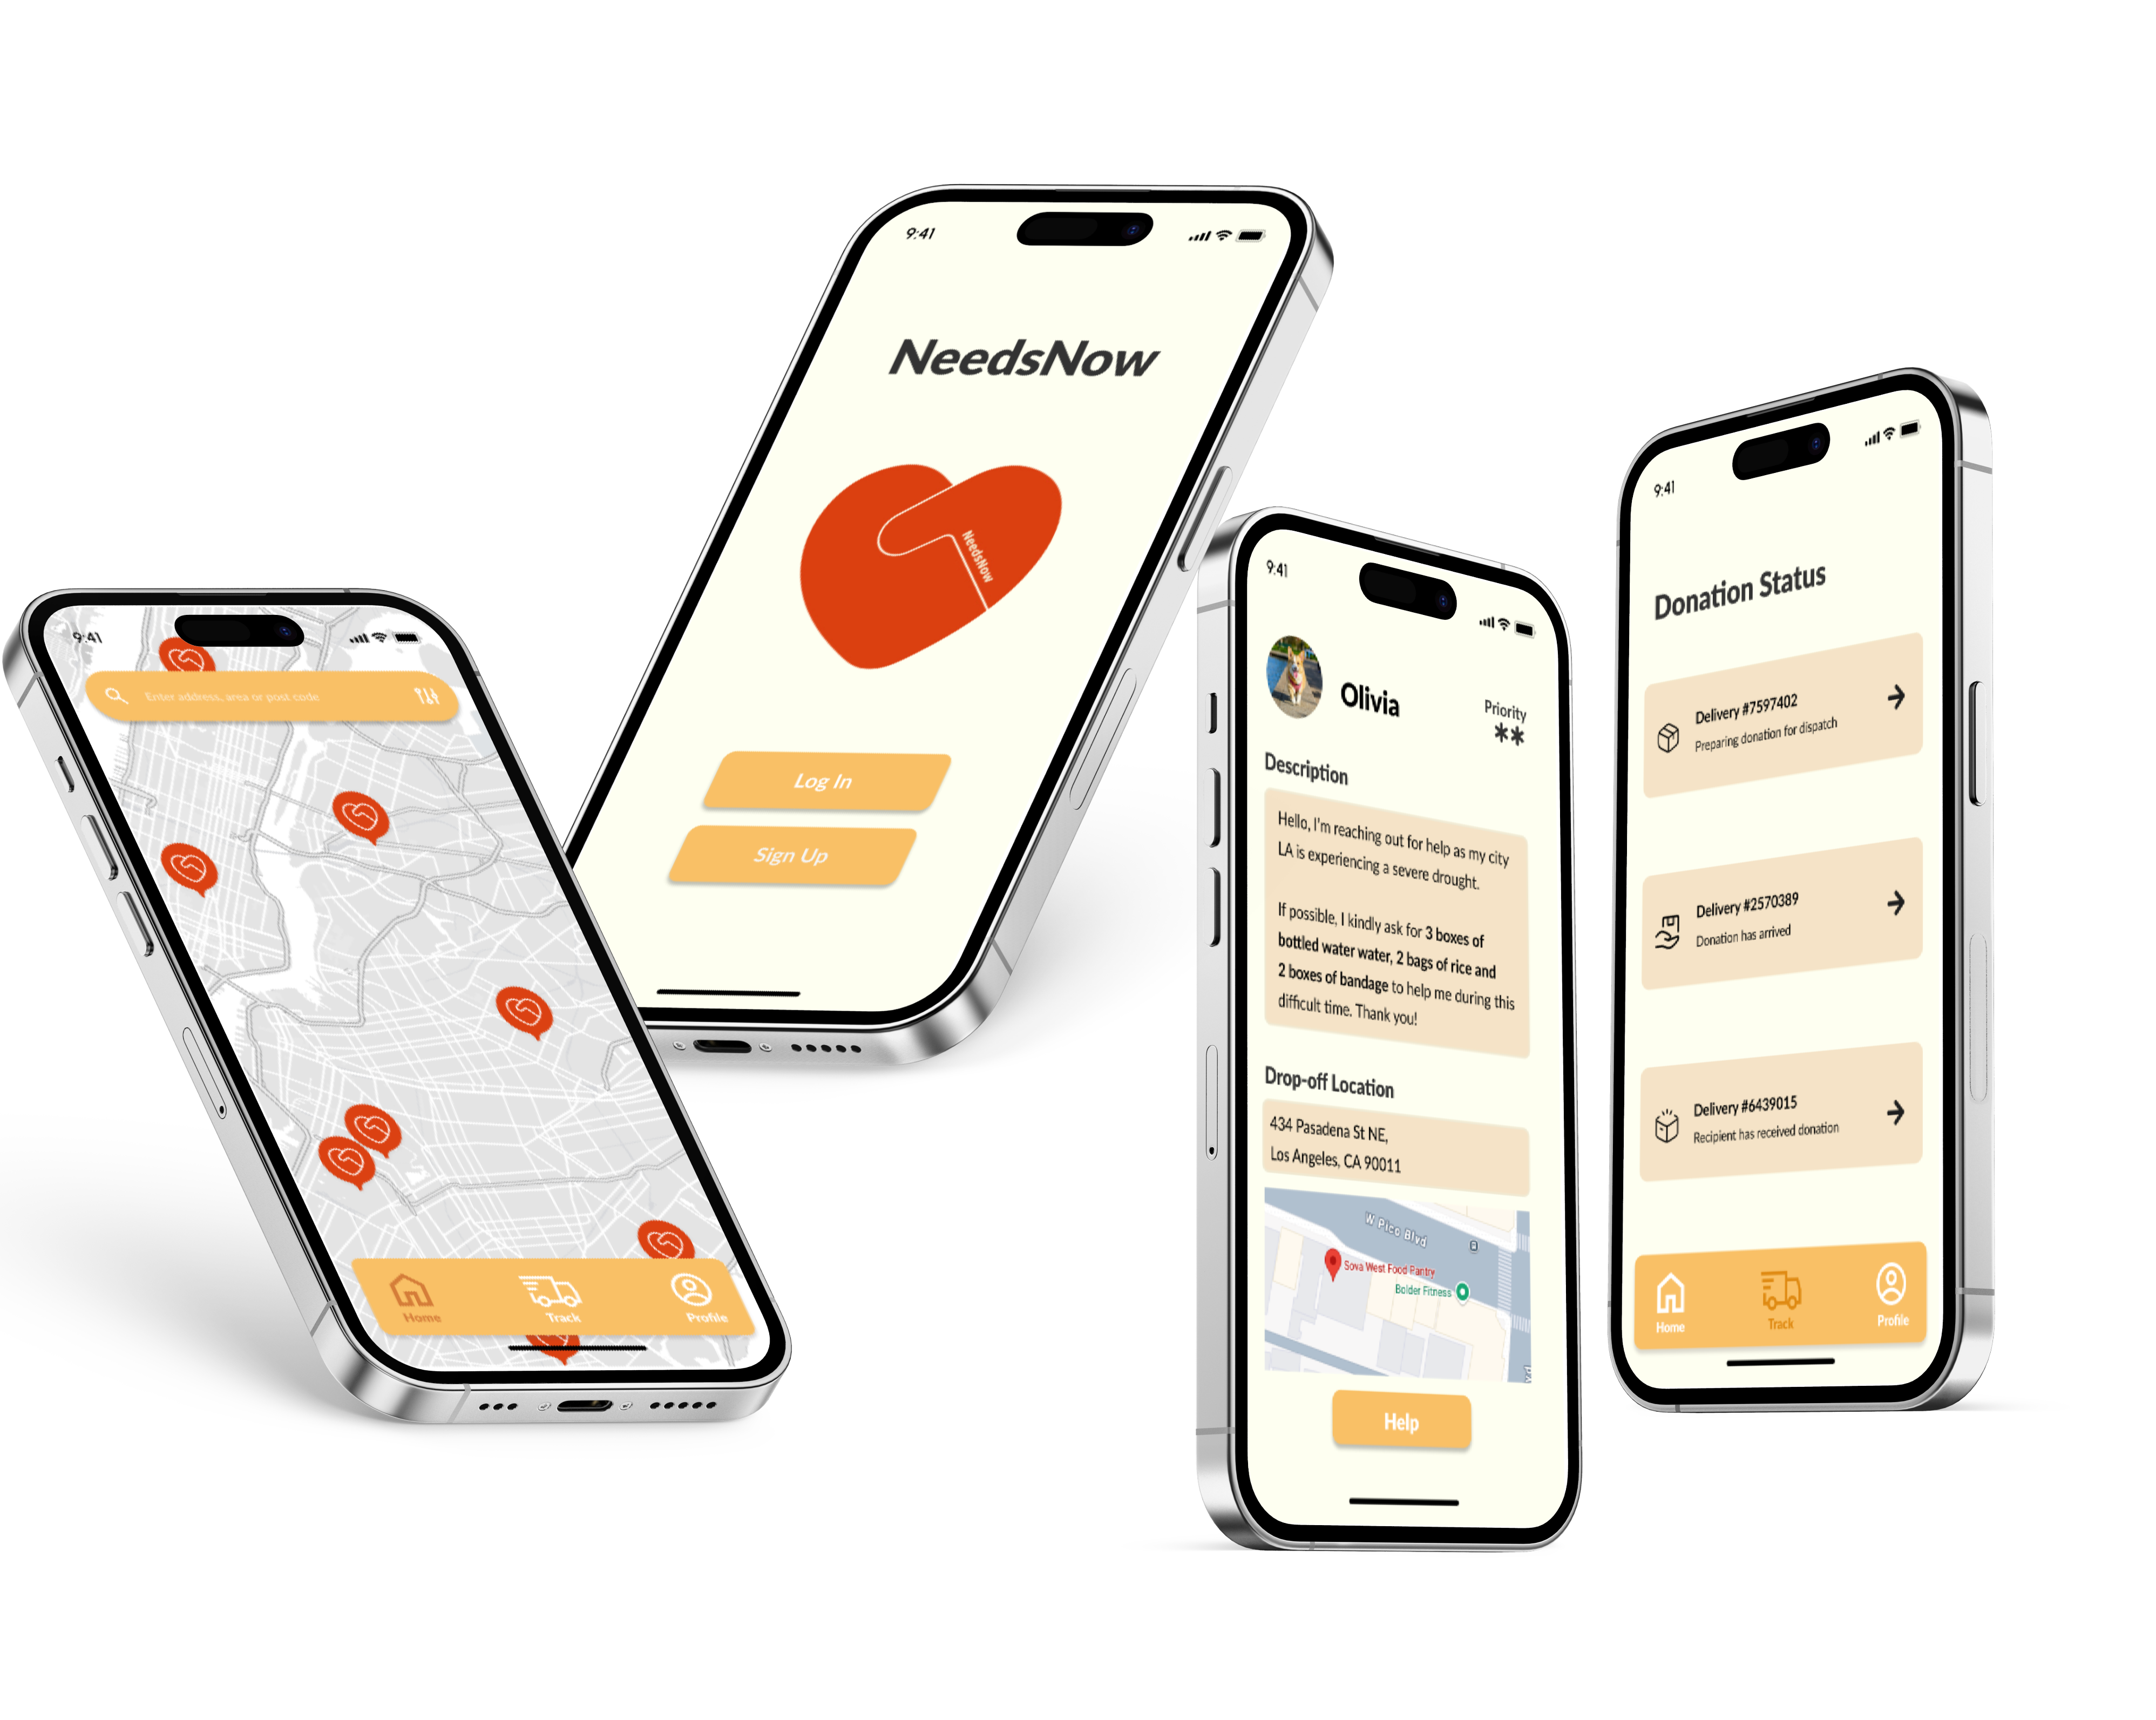 9:41
Enter address, area or post code
Home
Track
Profile
9:41
NeedsNow
NeedsNow
Log In
Sign Up
9:41
Olivia
Priority
**
Description
Hello, I'm reaching out for help as my city
LA is experiencing a severe drought.
If possible, I kindly ask for 3 boxes of
bottled water water, 2 bags of rice and
2 boxes of bandage to help me during this
difficult time. Thank you!
Drop-off Location
434 Pasadena St NE,
Los Angeles, CA 90011
W Pico Blvd
Sova West Food Pantry
Bolder Fitness
Help
9:41
Donation Status
Delivery #7597402
Preparing donation for dispatch
Delivery #2570389
Donation has arrived
Delivery #6439015
Recipient has received donation
Home
Track
Profile